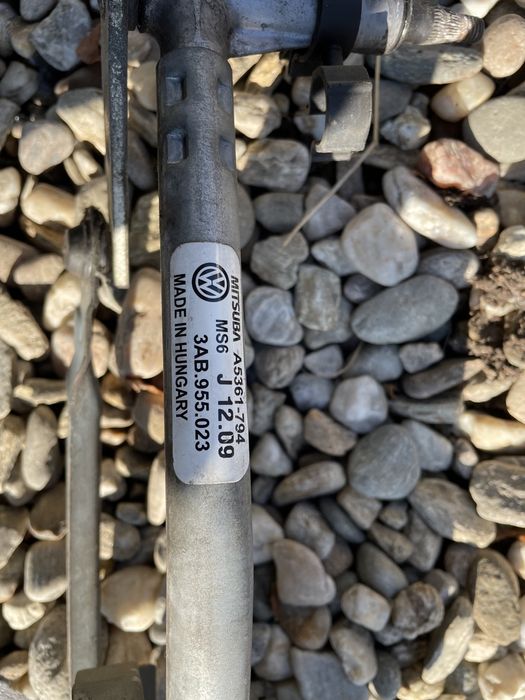 MITSUBA A5361-794
MS6 J 12.09
3AB.955.023
MADE IN HUNGARY